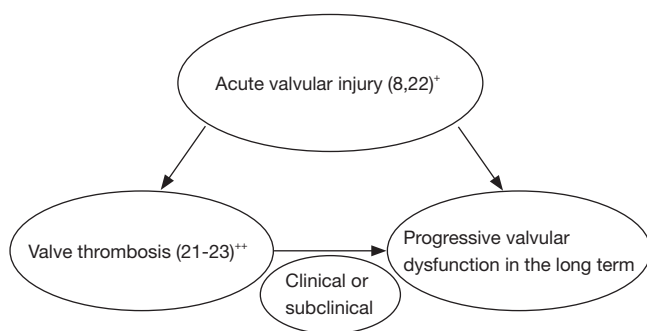 Acute valvular injury (8,22)⁺
Valve thrombosis (21-23)⁺⁺
Clinical or
subclinical
Progressive valvular
dysfunction in the long term